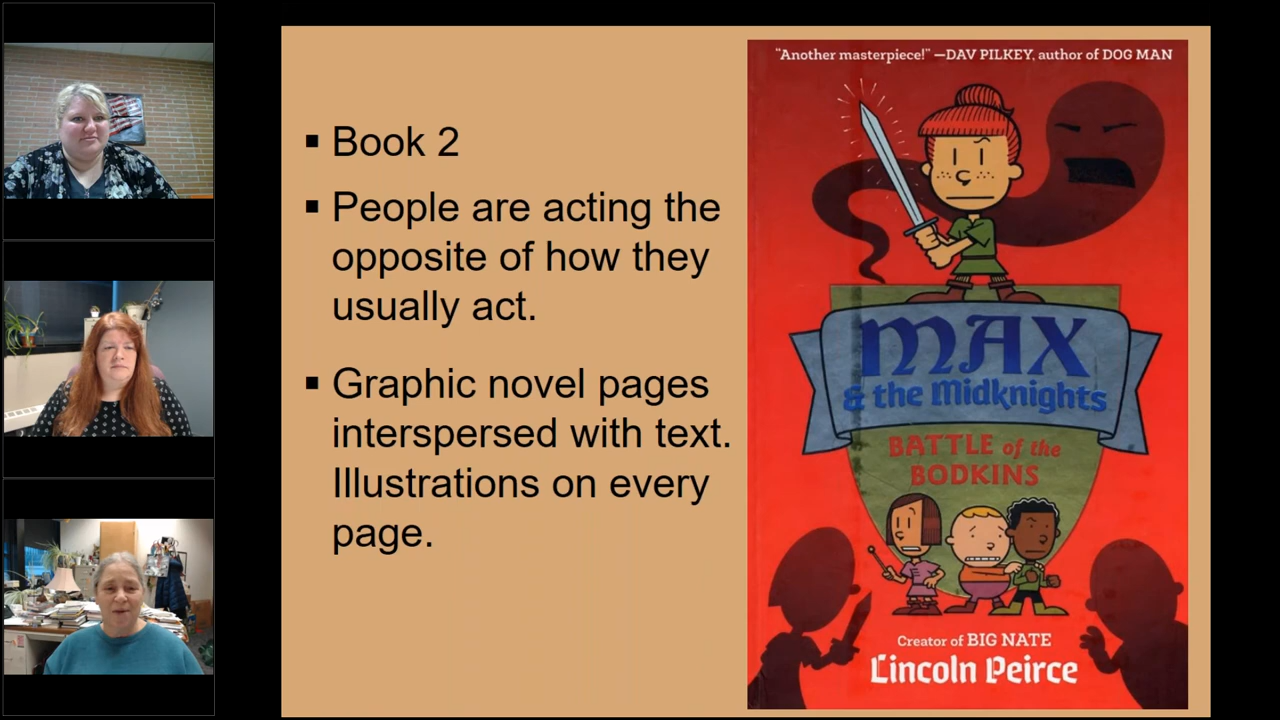 ▪ Book 2
▪ People are acting the
opposite of how they
usually act.
▪ Graphic novel pages
interspersed with text.
Illustrations on every
page.
“Another masterpiece!” —DAV PILKEY, author of DOG MAN
MAX
& the Midknights
BATTLE of the
BODKINS
Creator of BIG NATE
Lincoln Peirce